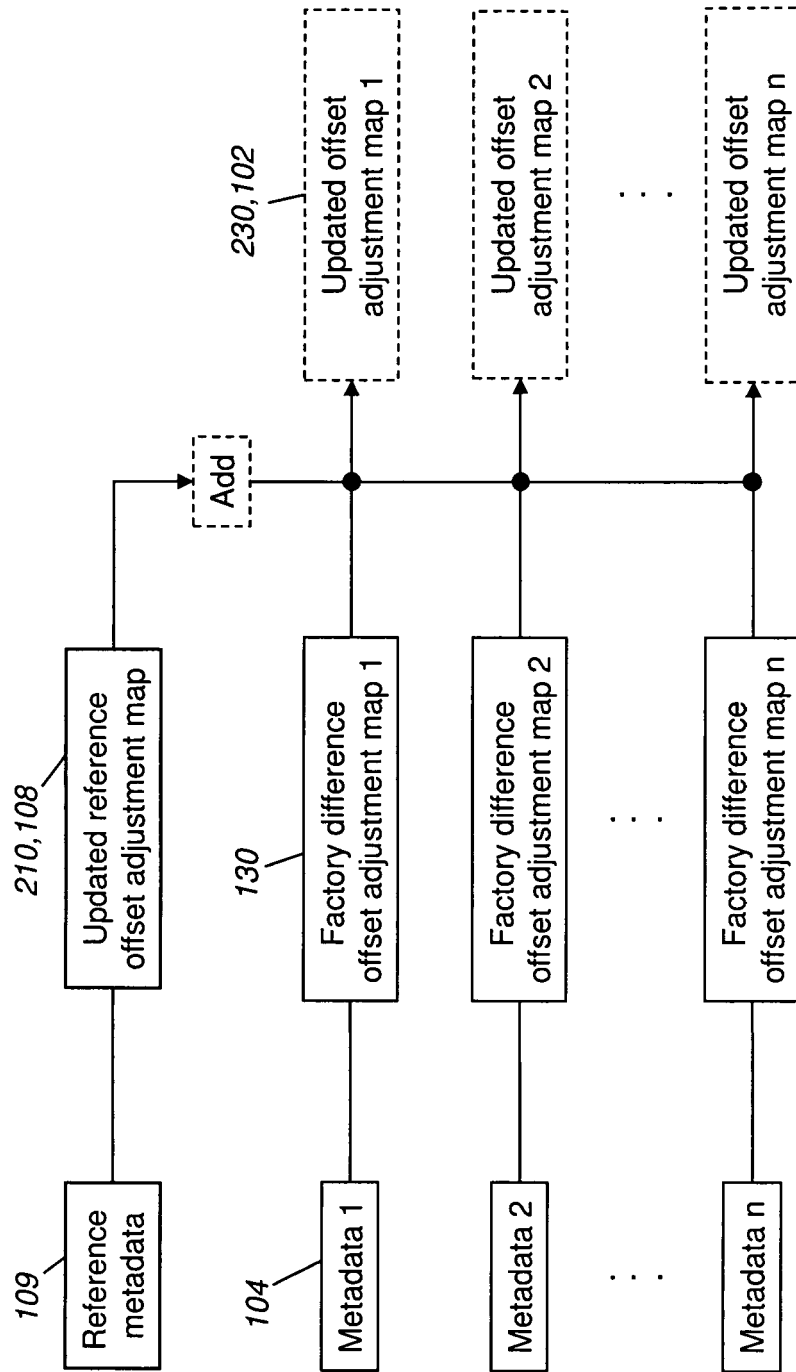 109
Reference
metadata
210,108
Updated reference
offset adjustment map
Add
104
Metadata 1
130
Factory difference
offset adjustment map 1
230,102
Updated offset
adjustment map 1
Metadata 2
Factory difference
offset adjustment map 2
Updated offset
adjustment map 2
. . .
. . .
. . .
Metadata n
Factory difference
offset adjustment map n
Updated offset
adjustment map n